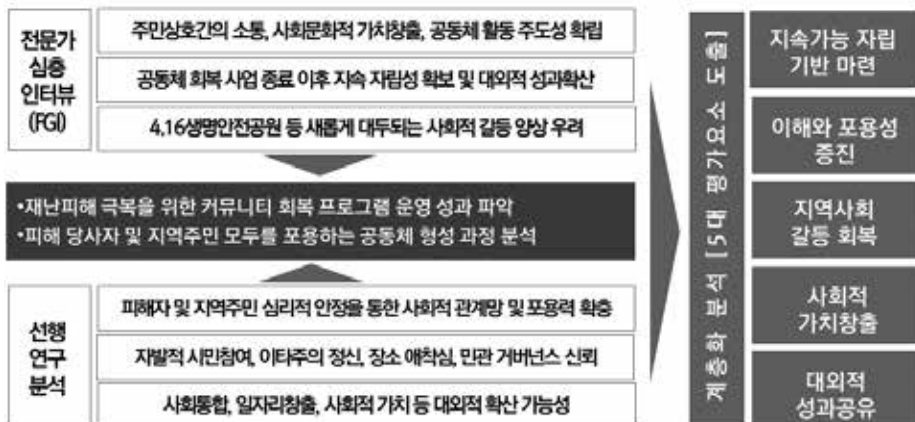 전문가
심층
인터뷰
(FGI)
주민상호간의 소통, 사회문화적 가치창출, 공동체 활동 주도성 확립
공동체 회복 사업 종료 이후 지속 자립성 확보 및 대외적 성과확산
4.16생명안전공원 등 새롭게 대두되는 사회적 갈등 양상 우려
•재난피해 극복을 위한 커뮤니티 회복 프로그램 운영 성과 파악
•피해 당사자 및 지역주민 모두를 포용하는 공동체 형성 과정 분석
선행
연구
분석
피해자 및 지역주민 심리적 안정을 통한 사회적 관계망 및 포용력 확충
자발적 시민참여, 이타주의 정신, 장소 애착심, 민관 거버넌스 신뢰
사회통합, 일자리창출, 사회적 가치 등 대외적 확산 가능성
계층화 분석 [5대 평가요소 도출]
지속가능 자립
기반 마련
이해와 포용성
증진
지역사회
갈등 회복
사회적
가치창출
대외적
성과공유